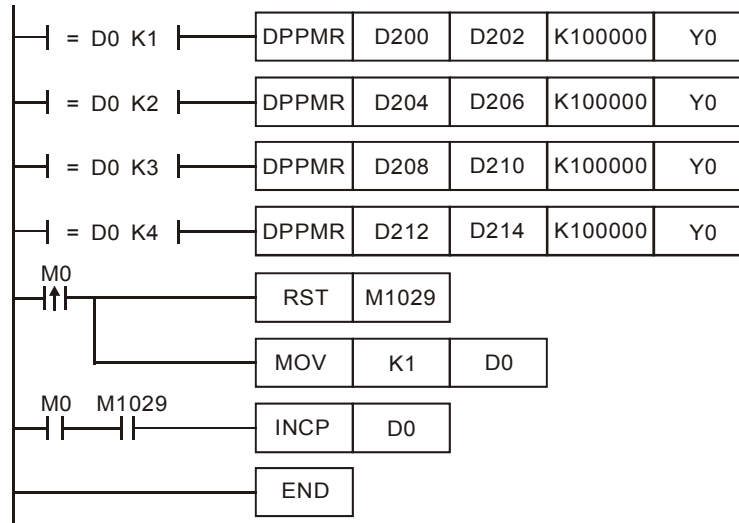 = D0 K1 DPPMR D200 D202 K100000 Y0
= D0 K2 DPPMR D204 D206 K100000 Y0
= D0 K3 DPPMR D208 D210 K100000 Y0
= D0 K4 DPPMR D212 D214 K100000 Y0
M0
RST M1029
MOV K1 D0
M0 M1029
INCP D0
END